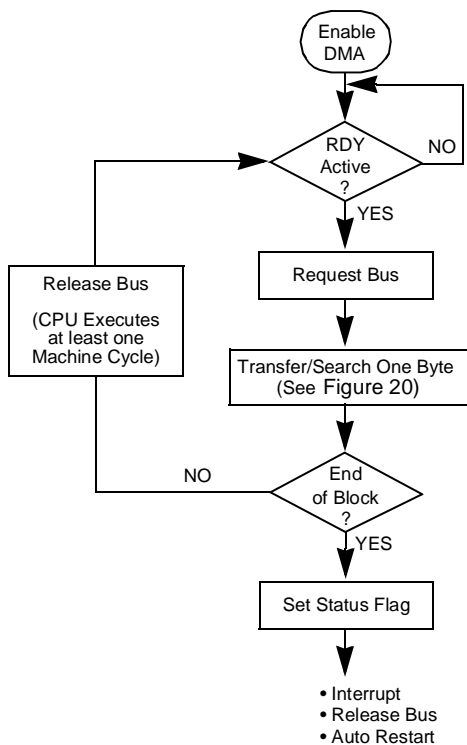 Enable
DMA
RDY
Active
?
NO
YES
Request Bus
Release Bus
(CPU Executes
at least one
Machine Cycle)
Transfer/Search One Byte
(See Figure 20)
NO
End
of Block
?
YES
Set Status Flag
• Interrupt
• Release Bus
• Auto Restart